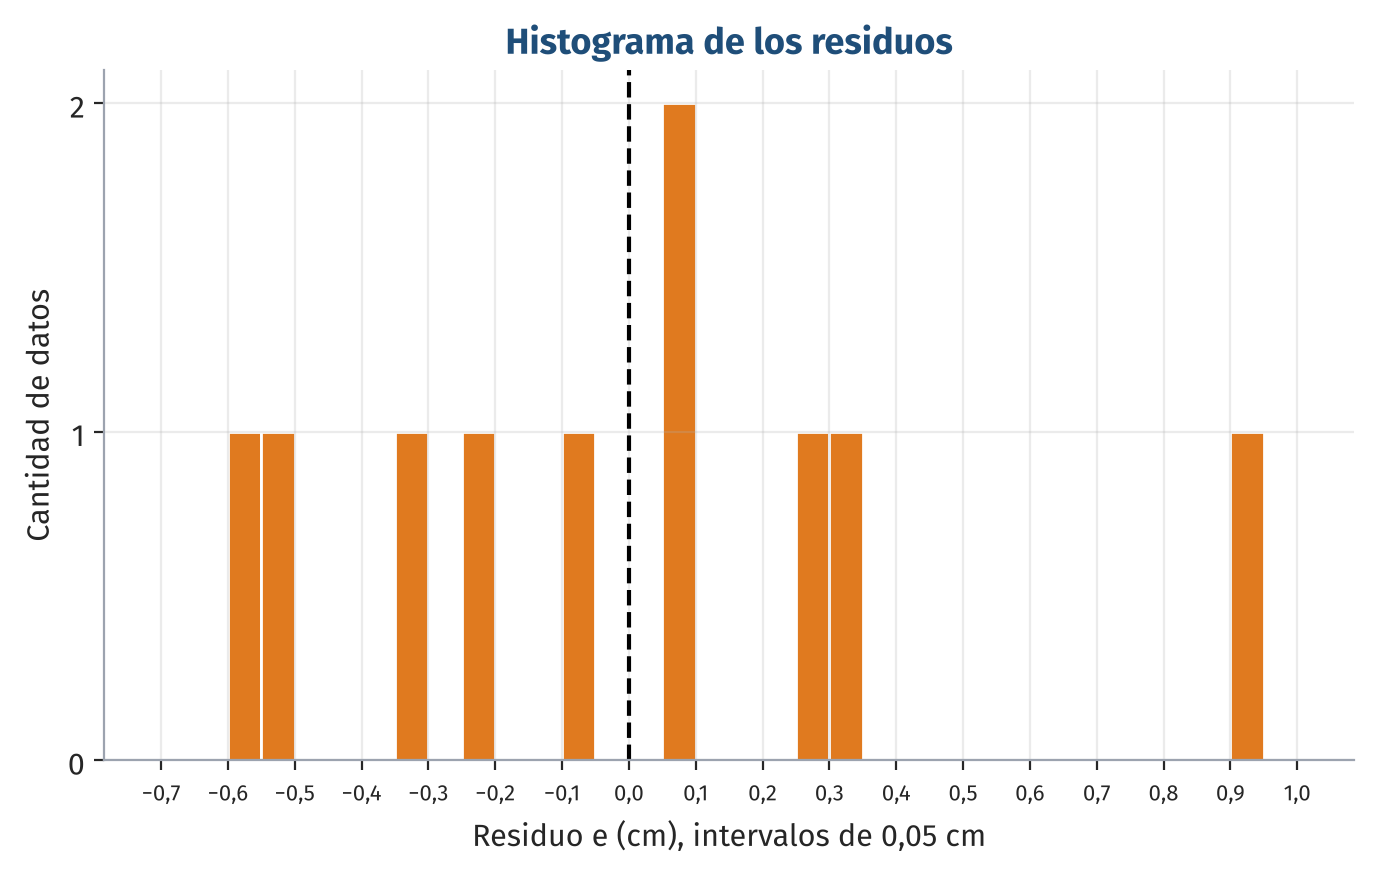 Histograma de los residuos
Cantidad de datos
2
1
0
−0,7 −0,6 −0,5 −0,4 −0,3 −0,2 −0,1 0,0 0,1 0,2 0,3 0,4 0,5 0,6 0,7 0,8 0,9 1,0
Residuo e (cm), intervalos de 0,05 cm